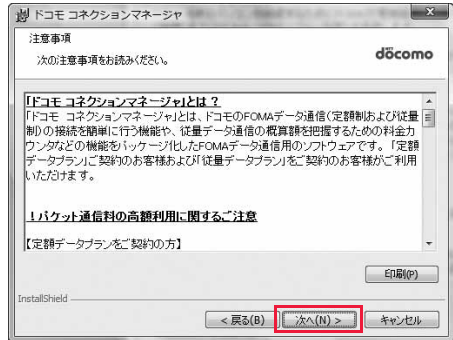 ドコモ コネクションマネージャ
注意事項
次の注意事項をお読みください。
döcomo
「ドコモ コネクションマネージャ」とは？
「ドコモ コネクションマネージャ」とは、ドコモのFOMAデータ通信(定額制および従量
制)の接続を簡単に行う機能や、従量データ通信の概算額を把握するための料金カ
ウンタなどの機能をパッケージ化したFOMAデータ通信用のソフトウェアです。「定額
データプラン」ご契約のお客様および「従量データプラン」をご契約のお客様がご利用
いただけます。
！パケット通信料の高額利用に関するご注意
【定額データプランをご契約の方】
印刷(P)
InstallShield
< 戻る(B)
次へ(N) >
キャンセル